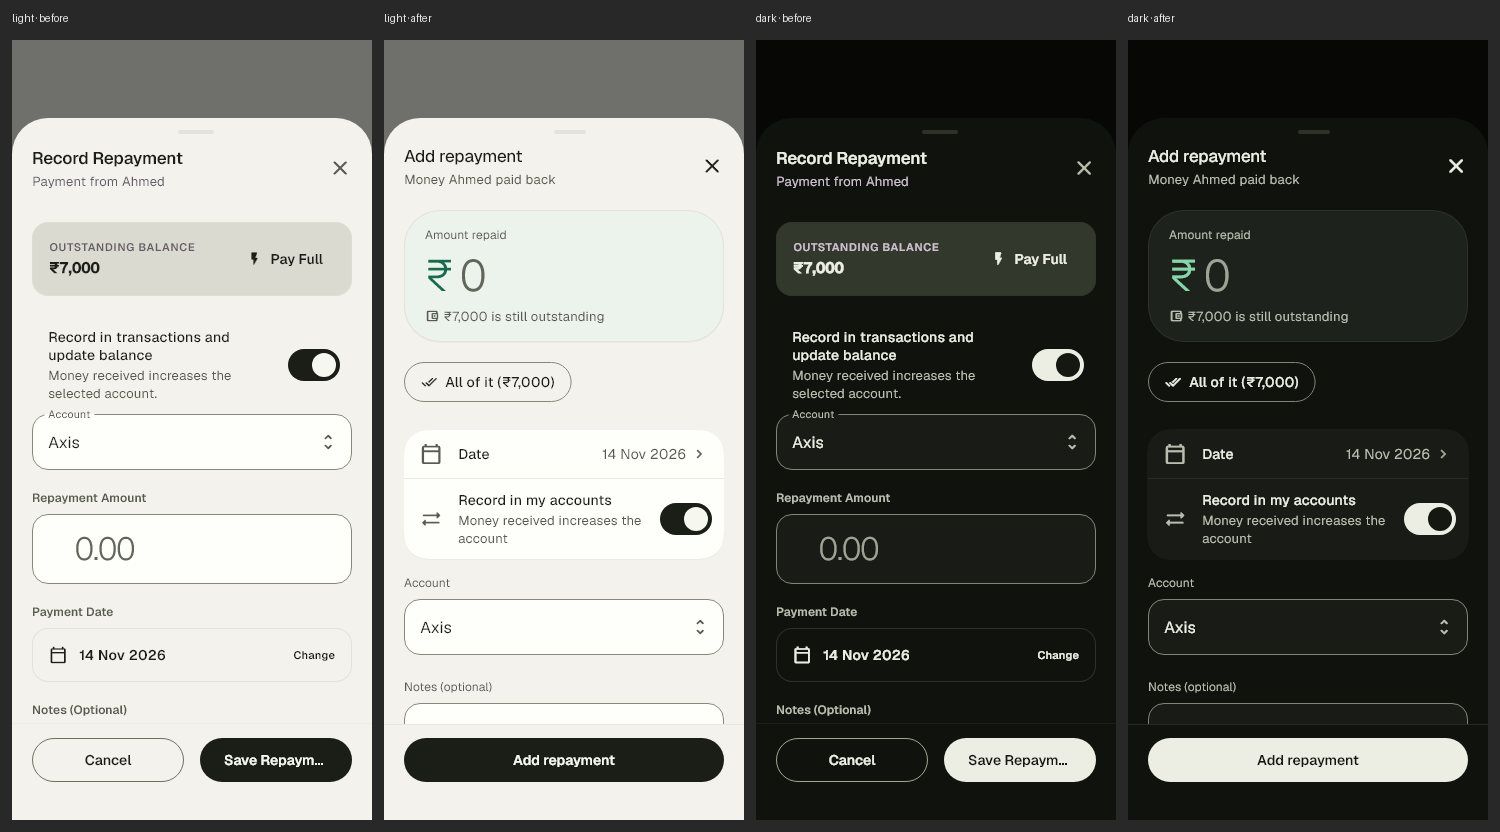 light·before
Record Repayment
Payment from Ahmed
OUTSTANDING BALANCE
₹7,000
Pay Full
Record in transactions and
update balance
Money received increases the
selected account.
Account
Axis
Repayment Amount
0.00
Payment Date
14 Nov 2026
Change
Notes (Optional)
Cancel
Save Repaym...
light·after
Add repayment
Money Ahmed paid back
Amount repaid
₹ 0
₹7,000 is still outstanding
All of it (₹7,000)
Date
14 Nov 2026
Record in my accounts
Money received increases the
account
Account
Axis
Notes (optional)
Add repayment
dark·before
Record Repayment
Payment from Ahmed
OUTSTANDING BALANCE
₹7,000
Pay Full
Record in transactions and
update balance
Money received increases the
selected account.
Account
Axis
Repayment Amount
0.00
Payment Date
14 Nov 2026
Change
Notes (Optional)
Cancel
Save Repaym...
dark·after
Add repayment
Money Ahmed paid back
Amount repaid
₹ 0
₹7,000 is still outstanding
All of it (₹7,000)
Date
14 Nov 2026
Record in my accounts
Money received increases the
account
Account
Axis
Notes (optional)
Add repayment